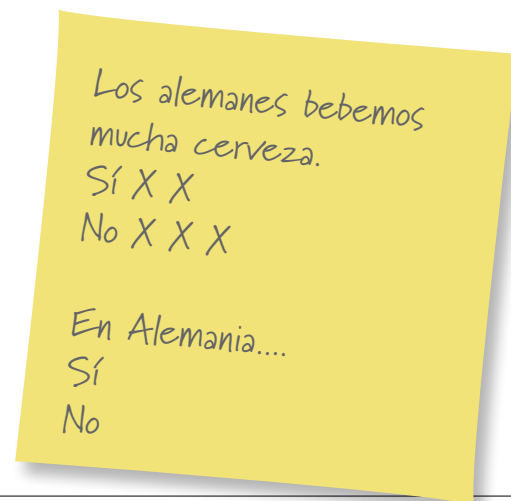 Los alemanes bebemos
mucha cerveza.
Sí X X
No X X X
En Alemania....
Sí
No